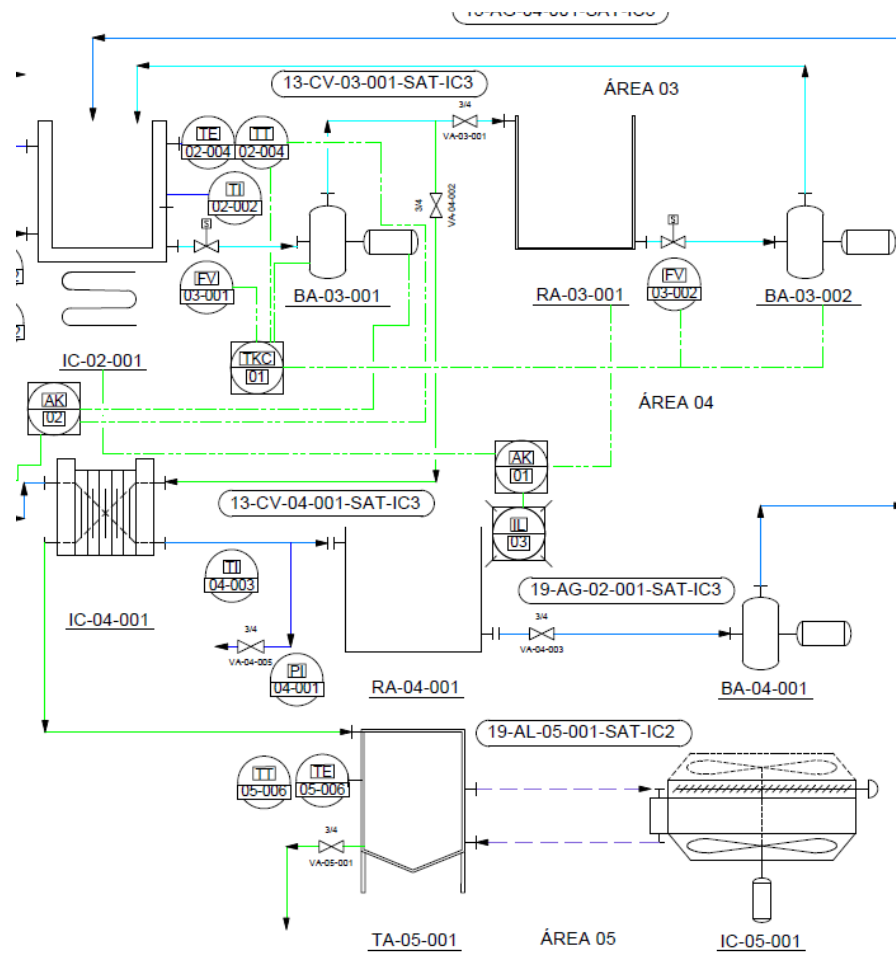 13-CV-03-001-SAT-IC3
ÁREA 03
TE
02-004
TT
02-004
3/4
VA-03-001
TI
02-002
3/4
VA-04-002
S
S
FV
03-001
BA-03-001
RA-03-001
FV
03-002
BA-03-002
IC-02-001
TKC
01
AK
02
ÁREA 04
AK
01
13-CV-04-001-SAT-IC3
IL
03
TI
04-003
19-AG-02-001-SAT-IC3
IC-04-001
3/4
VA-04-005
3/4
VA-04-003
PI
04-001
RA-04-001
BA-04-001
19-AL-05-001-SAT-IC2
TT
05-006
TE
05-006
3/4
VA-05-001
TA-05-001
ÁREA 05
IC-05-001